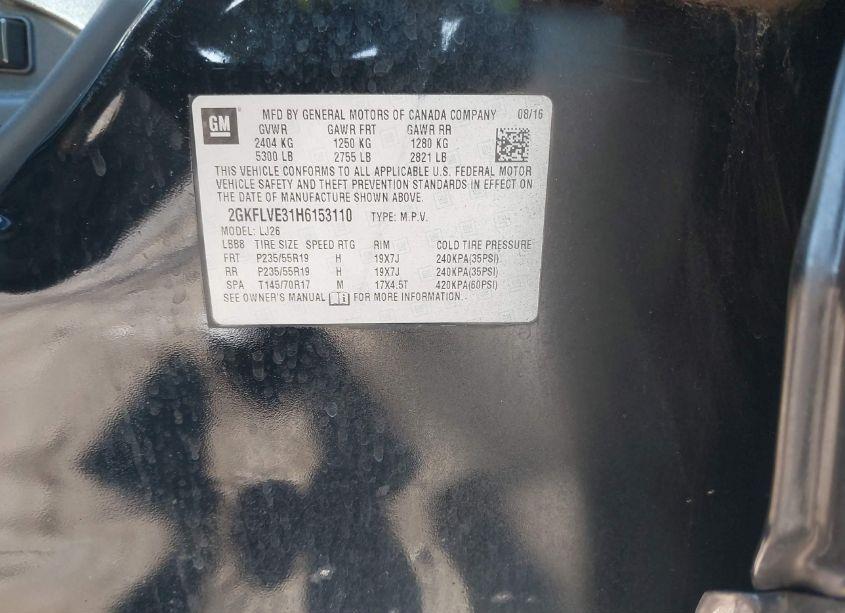 GM
MFD BY GENERAL MOTORS OF CANADA COMPANY 08/16
GVWR GAWR FRT GAWR RR
2404 KG 1250 KG 1280 KG
5300 LB 2755 LB 2821 LB
THIS VEHICLE CONFORMS TO ALL APPLICABLE U.S. FEDERAL MOTOR
VEHICLE SAFETY AND THEFT PREVENTION STANDARDS IN EFFECT ON
THE DATE OF MANUFACTURE SHOWN ABOVE.
2GKFLVE31H6153110 TYPE: M.P.V.
MODEL: LJ26
LBB8 TIRE SIZE SPEED RTG RIM COLD TIRE PRESSURE
FRT P235/55R19 H 19X7J 240KPA(35PSI)
RR P235/55R19 H 19X7J 240KPA(35PSI)
SPA T145/70R17 M 17X4.5T 420KPA(60PSI)
SEE OWNER'S MANUAL FOR MORE INFORMATION.